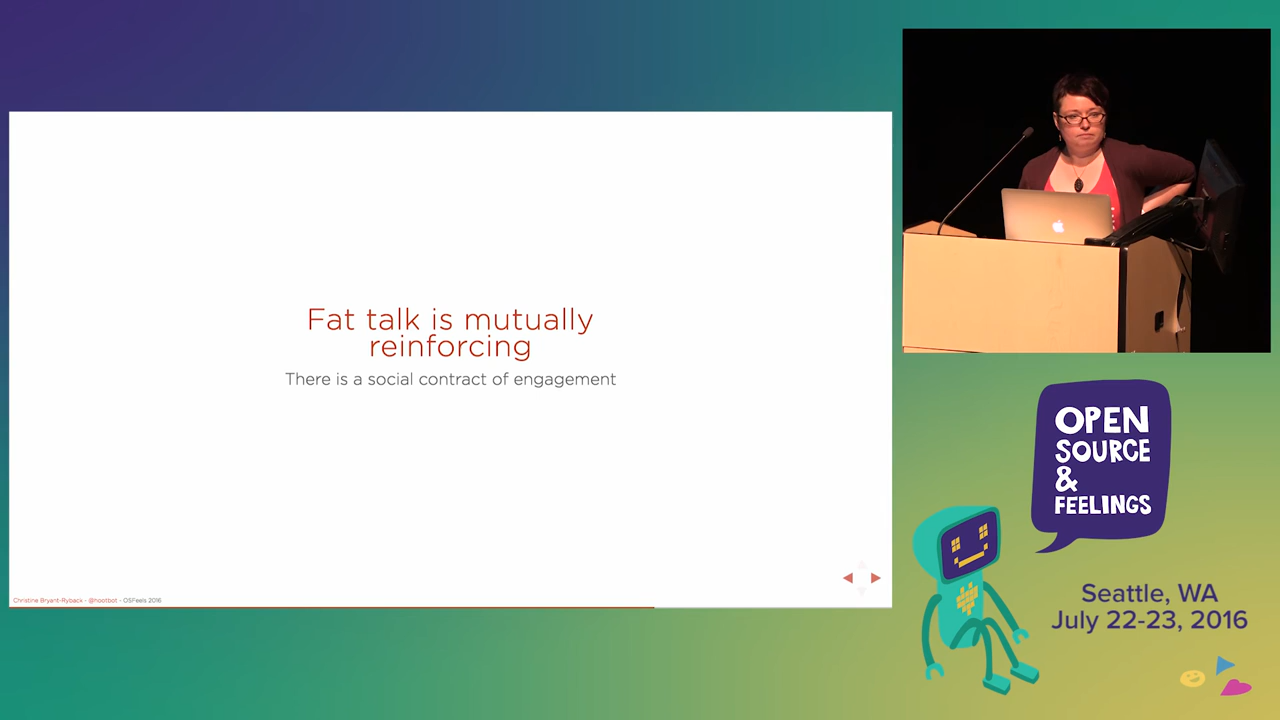 Fat talk is mutually
reinforcing
There is a social contract of engagement
Christine Bryant-Ryback - @hootbot - OSFeels 2016
OPEN
SOURCE
&
FEELINGS
Seattle, WA
July 22-23, 2016